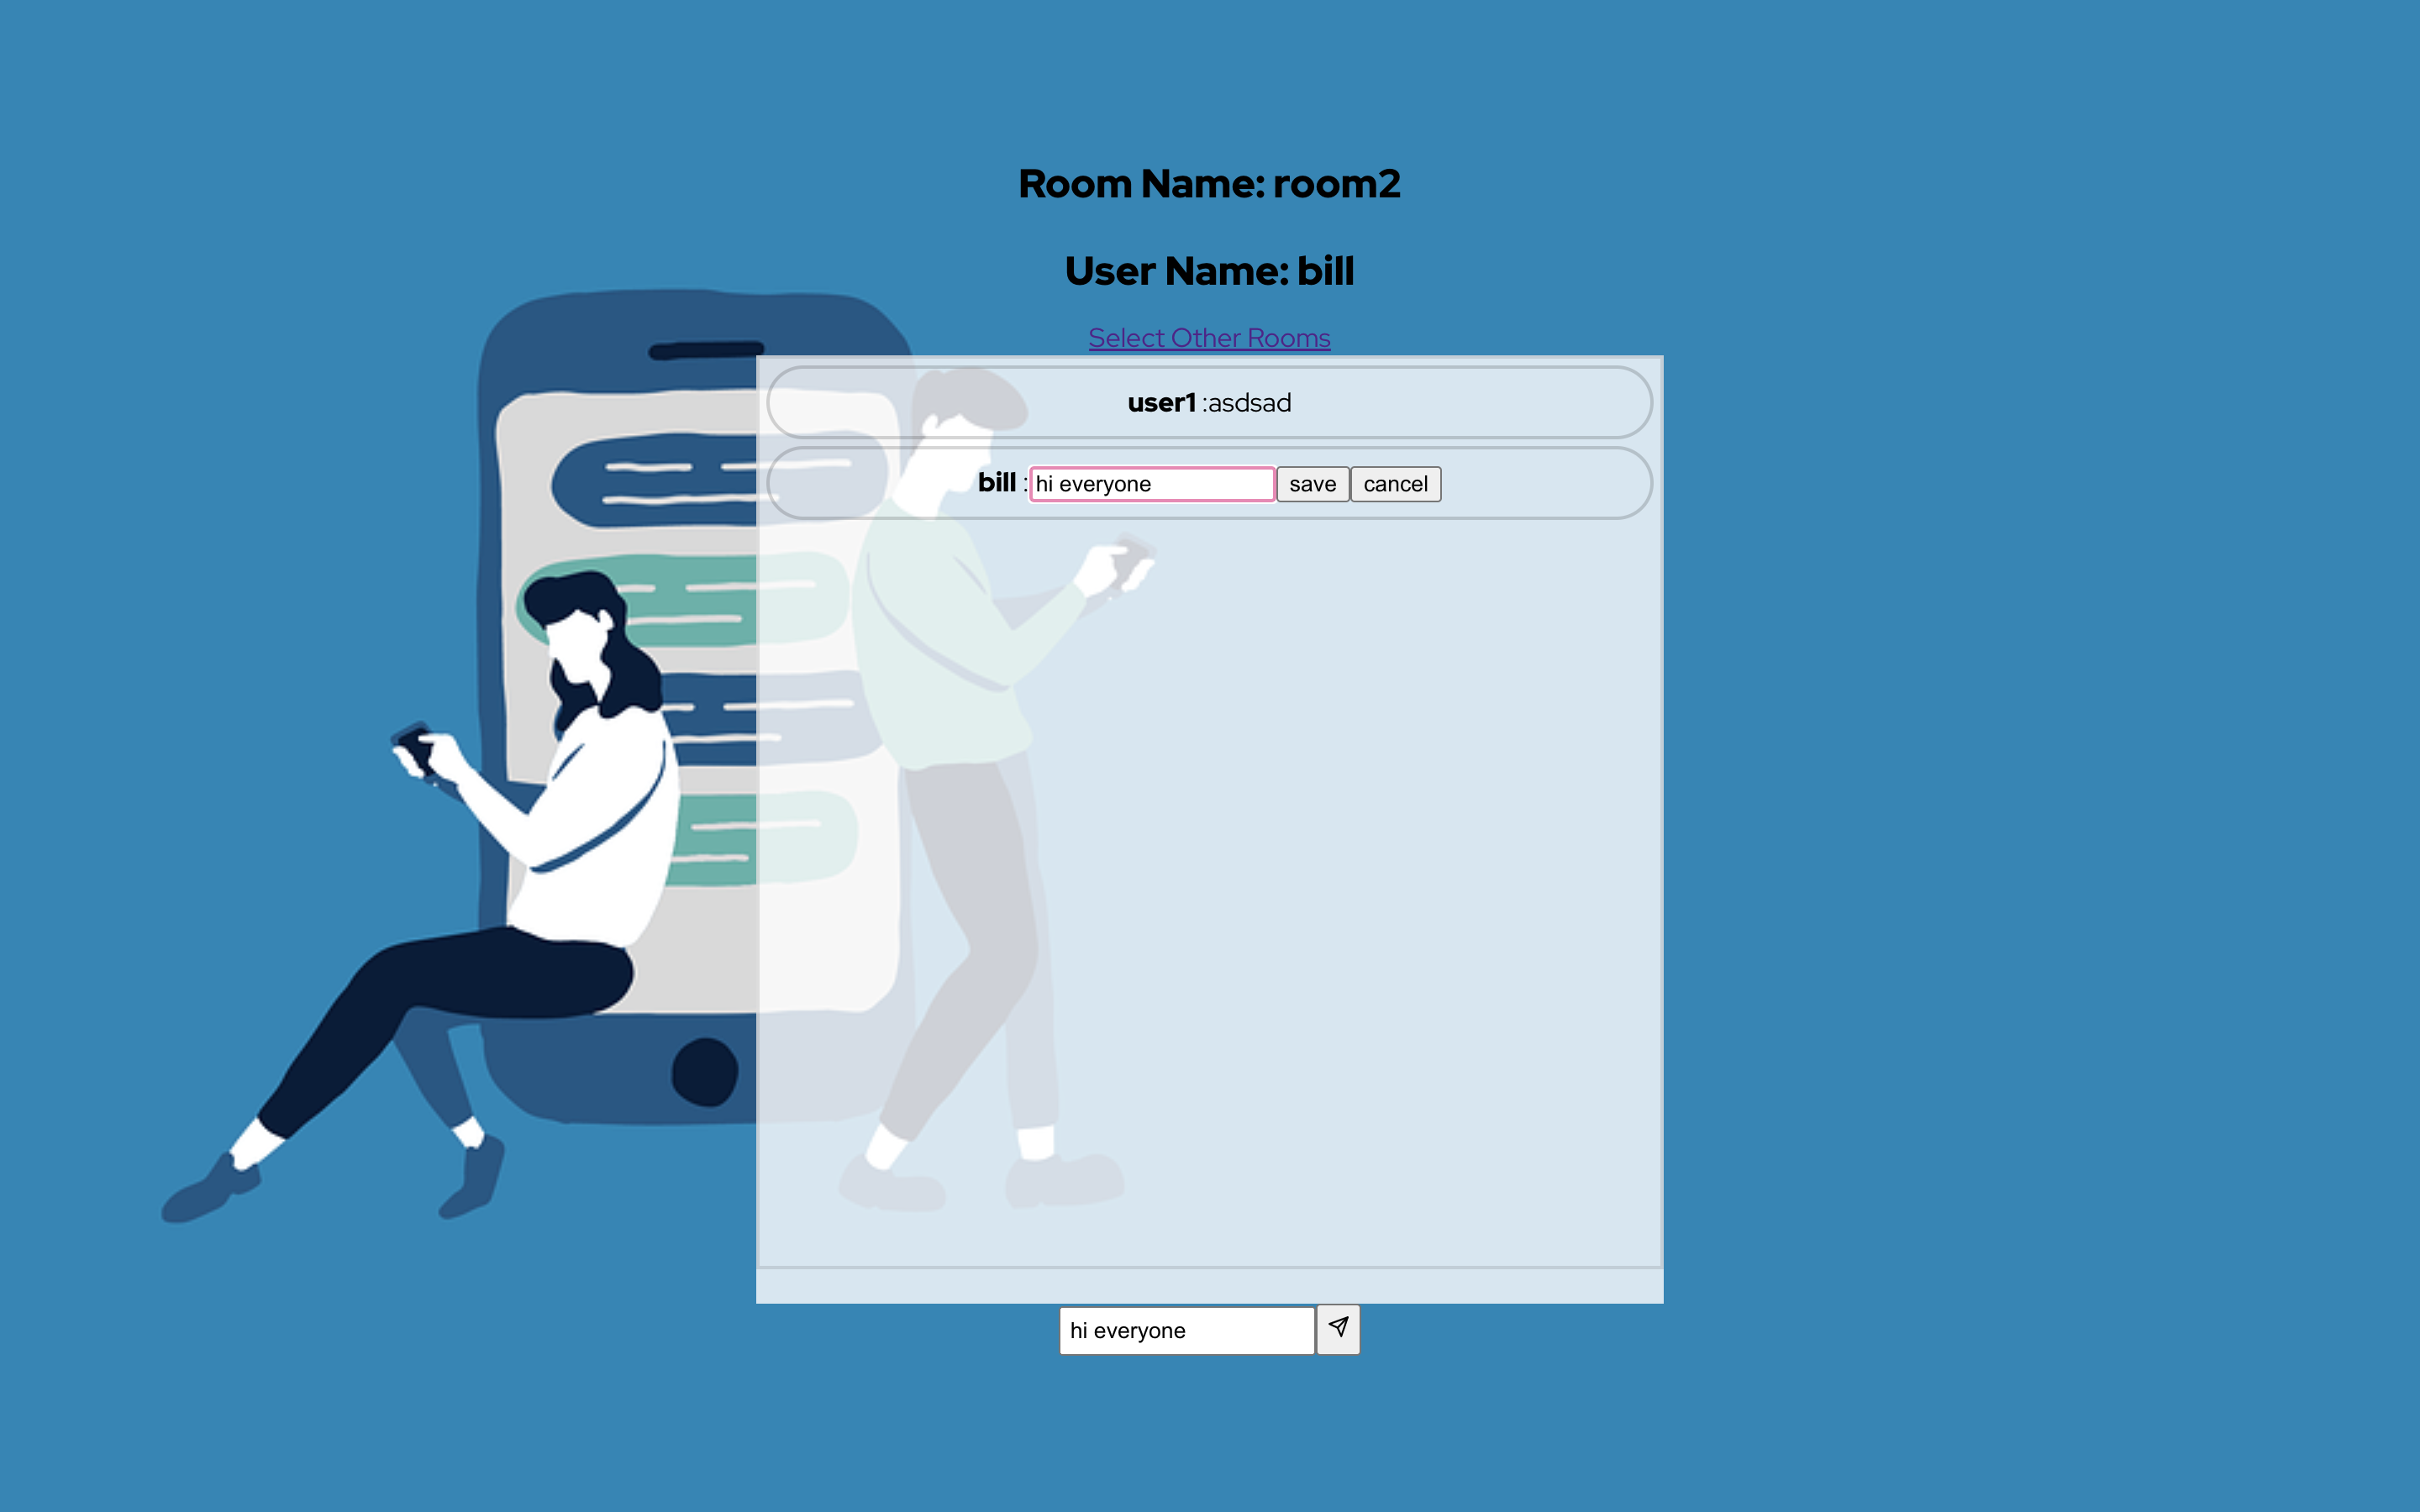 Room Name: room2
User Name: bill
Select Other Rooms
user1 :asdsad
bill : hi everyone save cancel
hi everyone